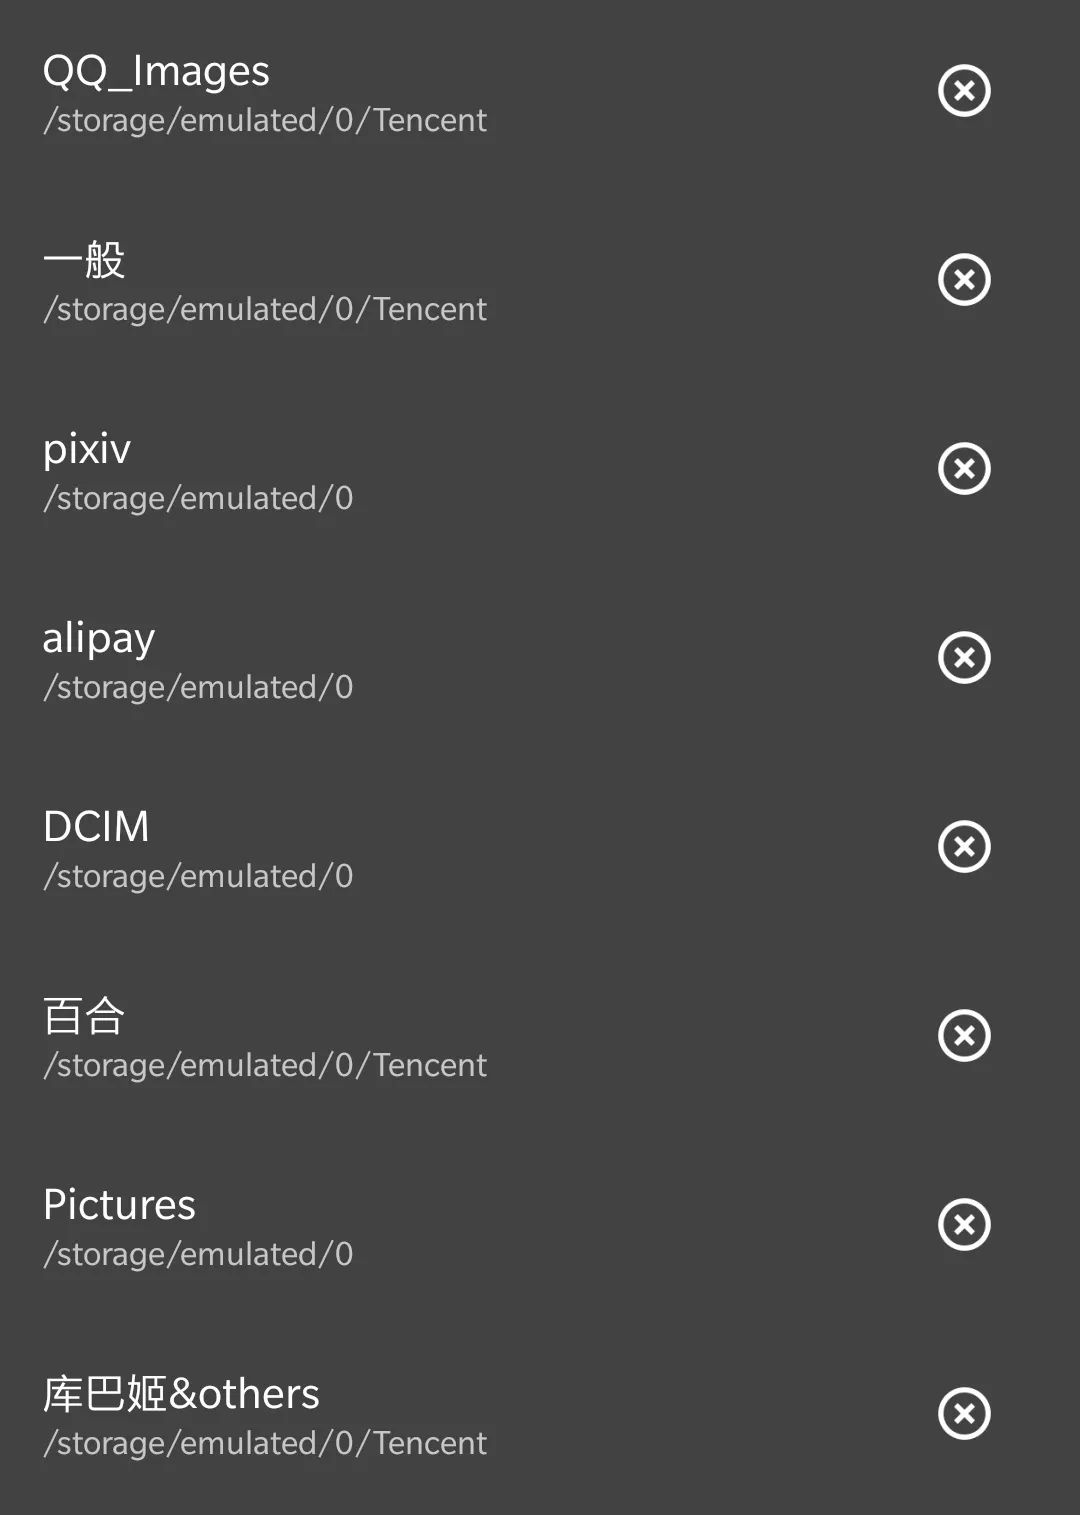 QQ_Images
/storage/emulated/0/Tencent
一般
/storage/emulated/0/Tencent
pixiv
/storage/emulated/0
alipay
/storage/emulated/0
DCIM
/storage/emulated/0
百合
/storage/emulated/0/Tencent
Pictures
/storage/emulated/0
库巴姬&others
/storage/emulated/0/Tencent